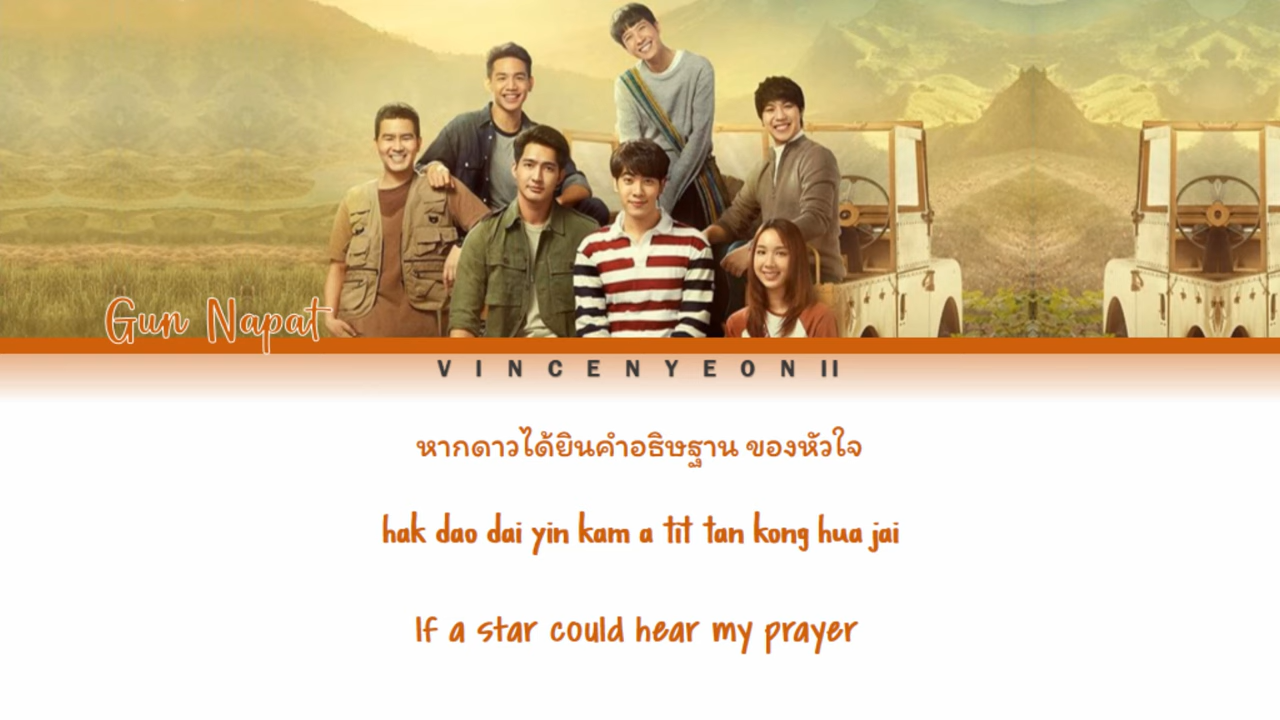 Gun Napat
VINCENYEON II
หากดาวได้ยินคำอธิษฐาน ของหัวใจ
hak dao dai yin kam a tit tan kong hua jai
If a star could hear my prayer